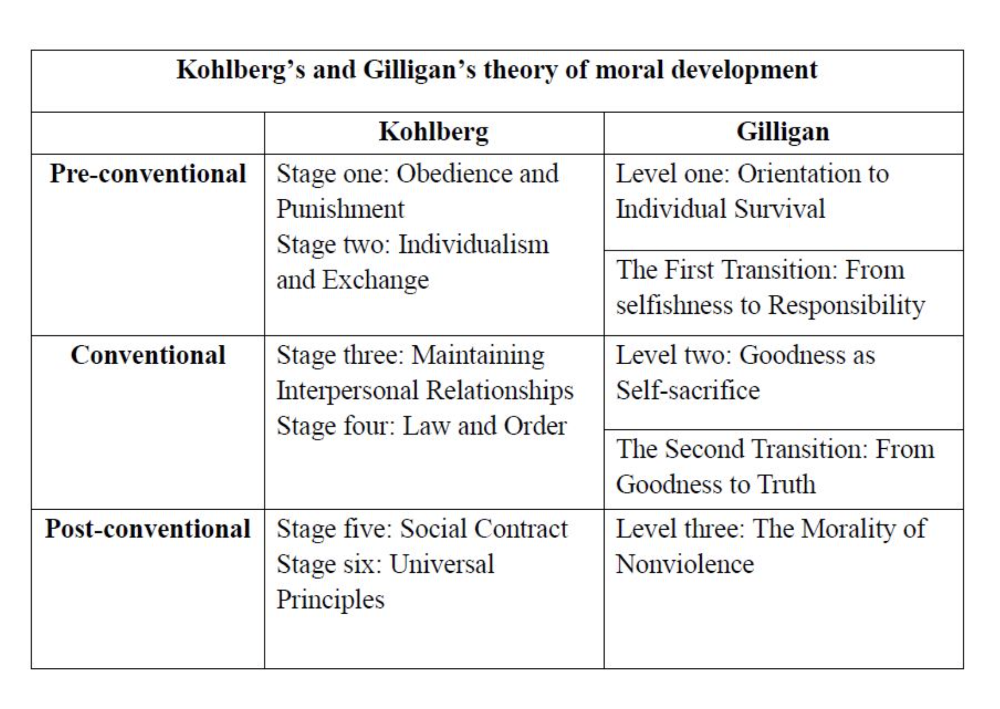 Kohlberg’s and Gilligan’s theory of moral development
Kohlberg
Gilligan
Pre-conventional
Stage one: Obedience and
Punishment
Stage two: Individualism
and Exchange
Level one: Orientation to
Individual Survival
The First Transition: From
selfishness to Responsibility
Conventional
Stage three: Maintaining
Interpersonal Relationships
Stage four: Law and Order
Level two: Goodness as
Self-sacrifice
The Second Transition: From
Goodness to Truth
Post-conventional
Stage five: Social Contract
Stage six: Universal
Principles
Level three: The Morality of
Nonviolence